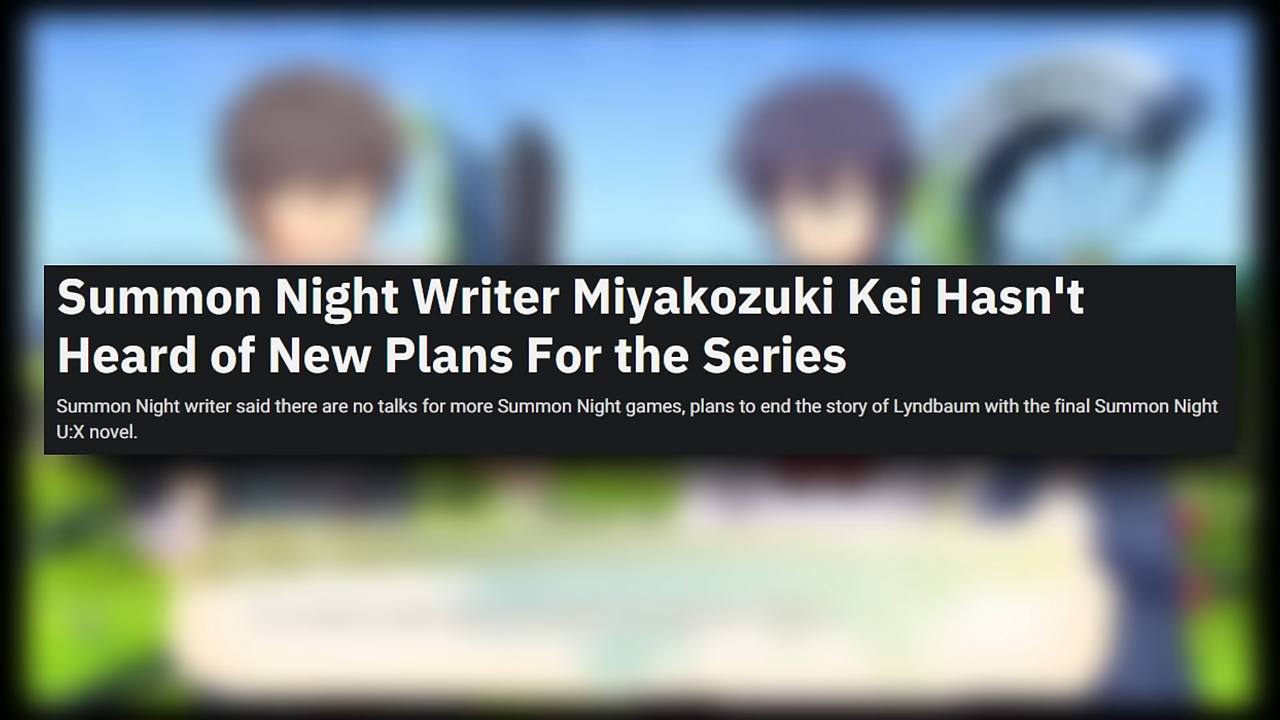 Summon Night Writer Miyakozuki Kei Hasn't
Heard of New Plans For the Series
Summon Night writer said there are no talks for more Summon Night games, plans to end the story of Lyndbaum with the final Summon Night
U:X novel.